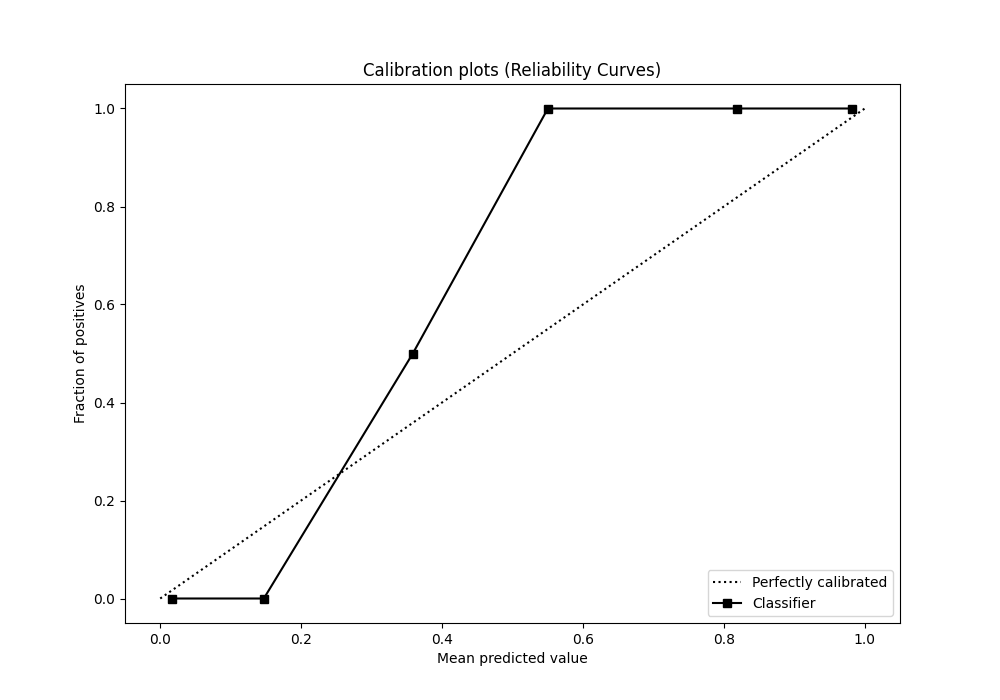 Calibration plots (Reliability Curves)
1.0
0.8
0.6
0.4
0.2
0.0
Fraction of positives
0.0 0.2 0.4 0.6 0.8 1.0
Mean predicted value
Perfectly calibrated
Classifier